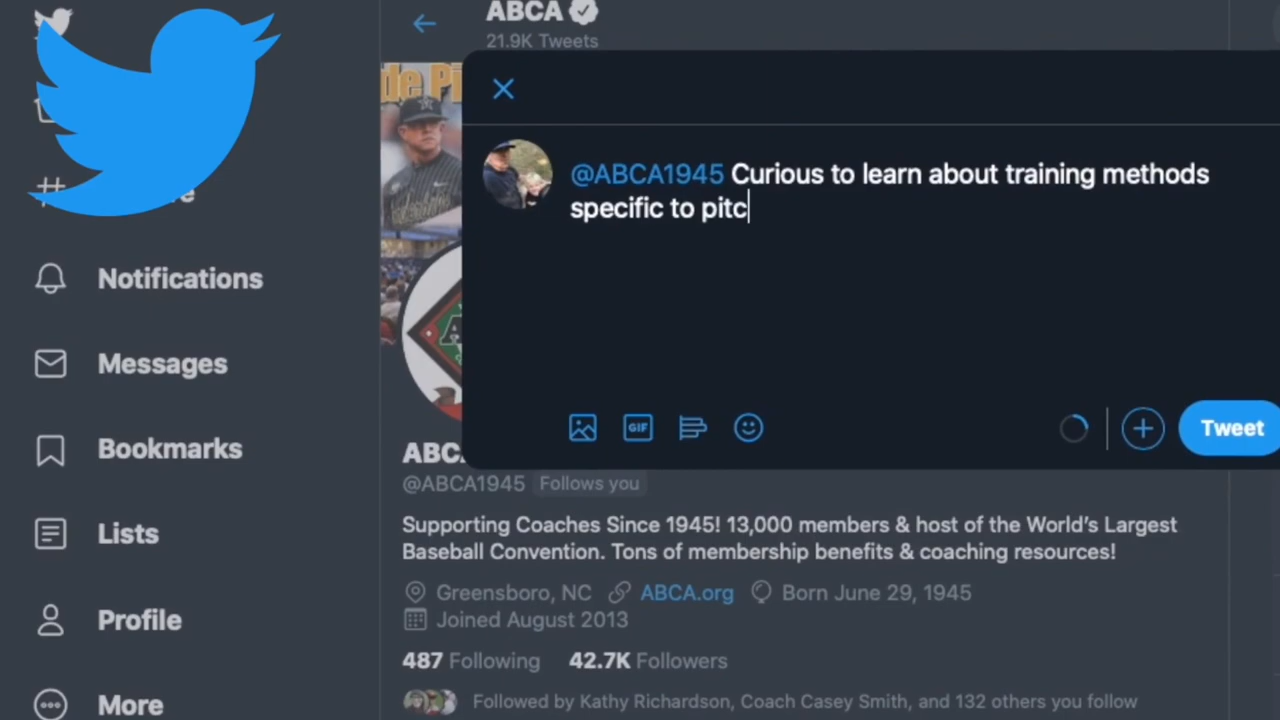 ABCA
21.9K Tweets
@ABCA1945 Curious to learn about training methods
specific to pitc
Notifications
Messages
GIF
Tweet
Bookmarks
@ABCA1945 Follows you
Supporting Coaches Since 1945! 13,000 members & host of the World's Largest
Baseball Convention. Tons of membership benefits & coaching resources!
Lists
Greensboro, NC ABCA.org Born June 29, 1945
Joined August 2013
Profile
487 Following 42.7K Followers
More
Followed by Kathy Richardson, Coach Casey Smith, and 132 others you follow